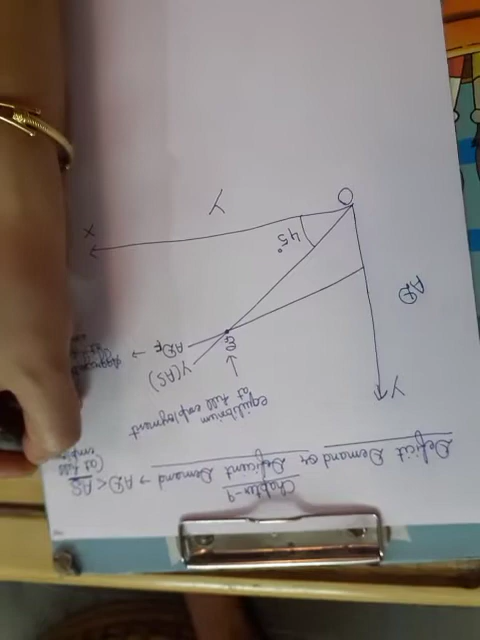 Chapter-9
Deficit Demand or Deficient Demand → AD < AS
(at full
Y
equilibrium
at full employment
↓
E
Y(AS)
ADF →
AD
45°
O
Y
X